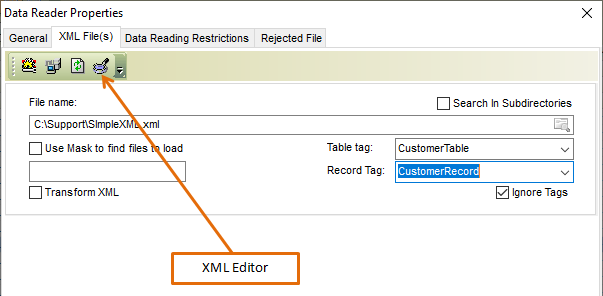 Data Reader Properties
General XML File(s) Data Reading Restrictions Rejected File
File name: Search In Subdirectories
C:\Support\SImpleXML.xml
Use Mask to find files to load Table tag: CustomerTable
Record Tag: CustomerRecord
Transform XML Ignore Tags
XML Editor